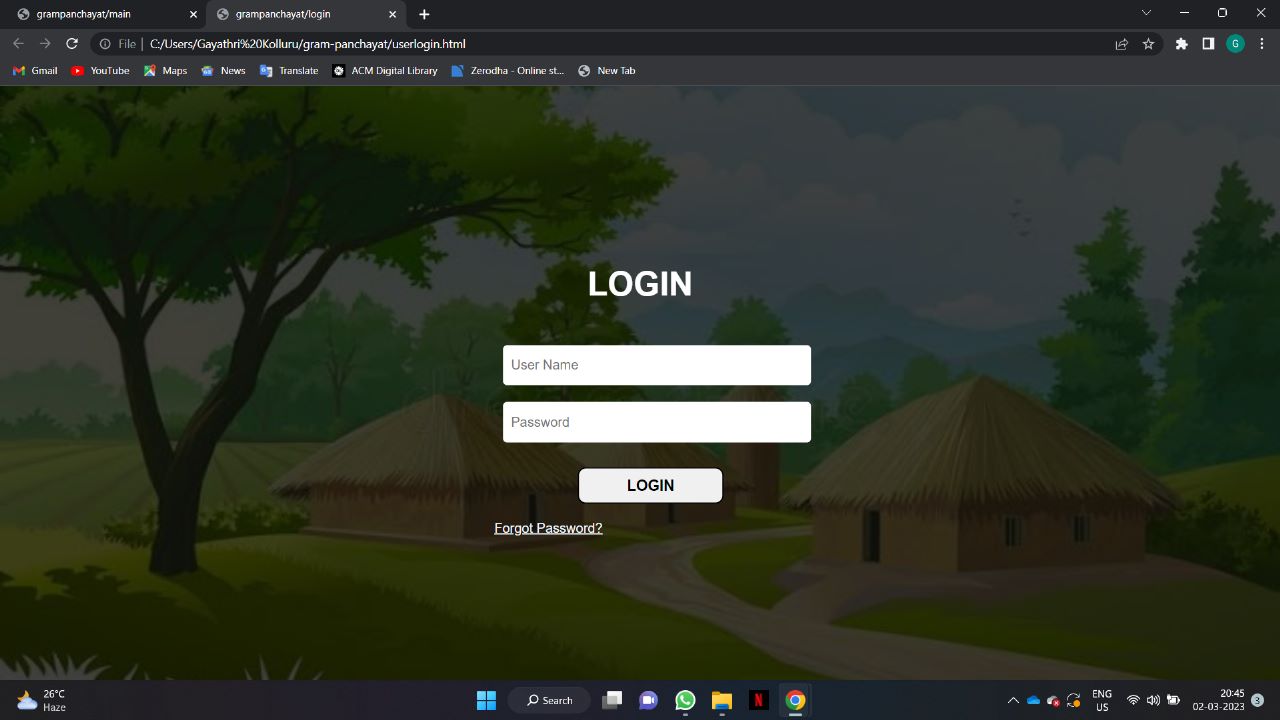 grampanchayat/main
grampanchayat/login
File C:/Users/Gayathri%20Kolluru/gram-panchayat/userlogin.html
G
Gmail YouTube Maps News Translate ACM Digital Library Zerodha - Online st... New Tab
LOGIN
User Name
Password
LOGIN
Forgot Password?
26°C
Haze
Search
N
ENG
US
20:45
02-03-2023
3